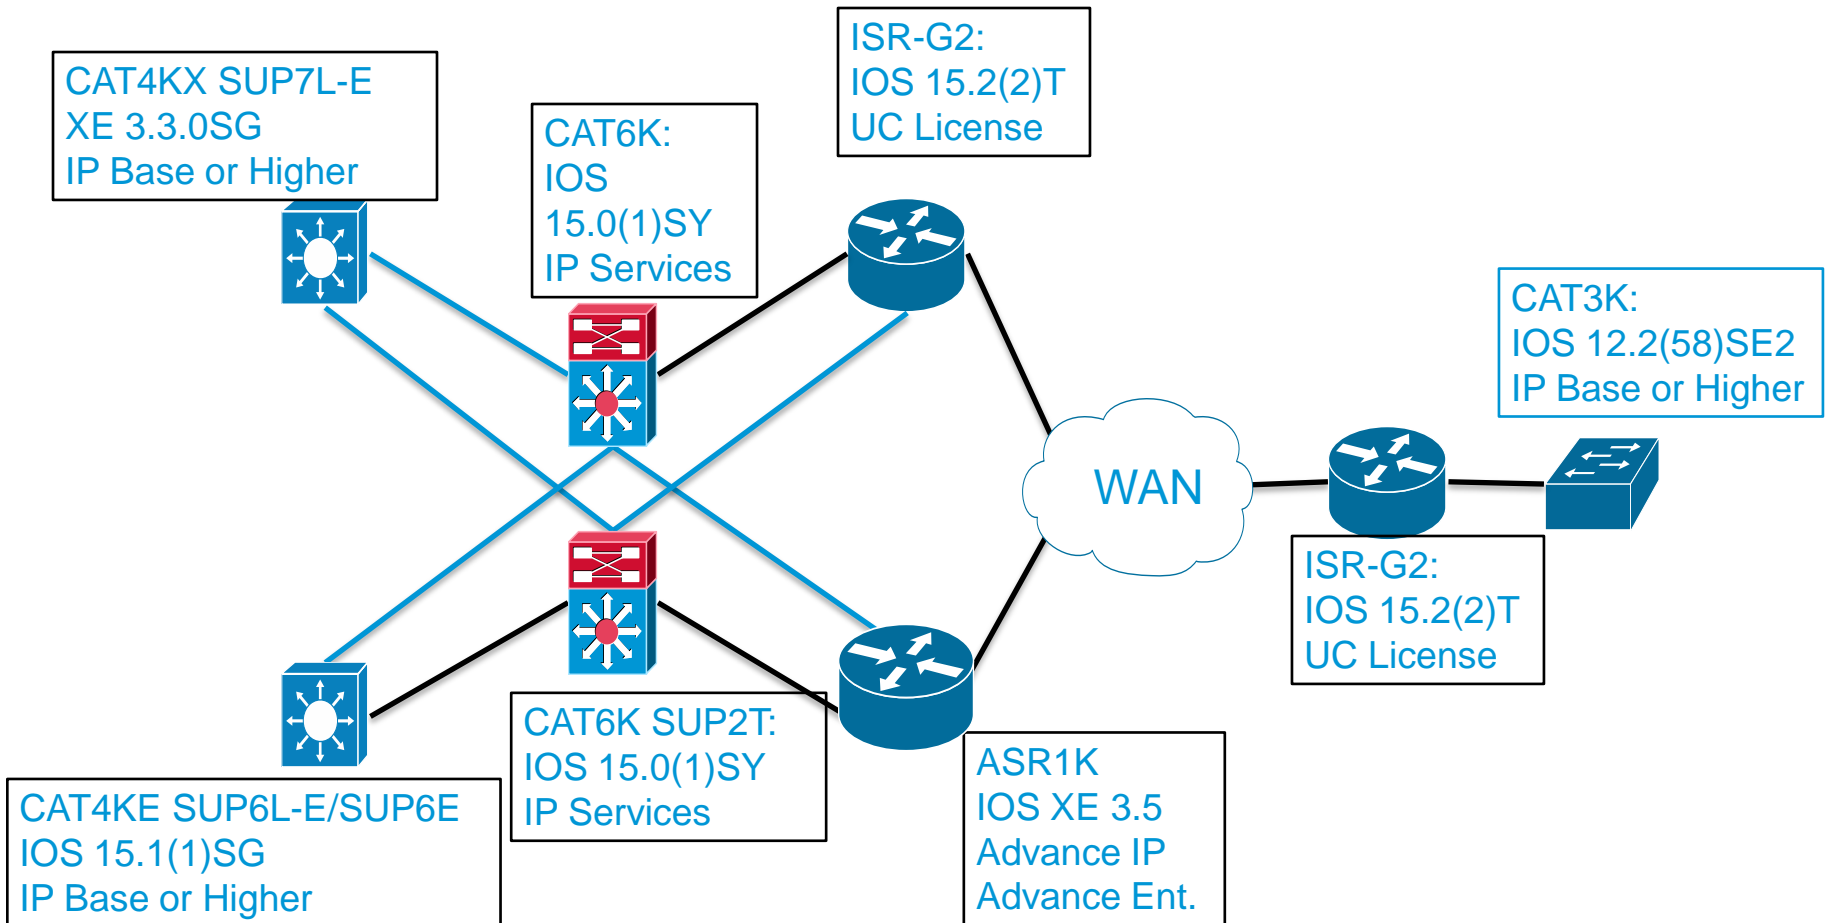 CAT4KX SUP7L-E
XE 3.3.0SG
IP Base or Higher
CAT6K:
IOS
15.0(1)SY
IP Services
ISR-G2:
IOS 15.2(2)T
UC License
CAT3K:
IOS 12.2(58)SE2
IP Base or Higher
WAN
ISR-G2:
IOS 15.2(2)T
UC License
CAT4KE SUP6L-E/SUP6E
IOS 15.1(1)SG
IP Base or Higher
CAT6K SUP2T:
IOS 15.0(1)SY
IP Services
ASR1K
IOS XE 3.5
Advance IP
Advance Ent.